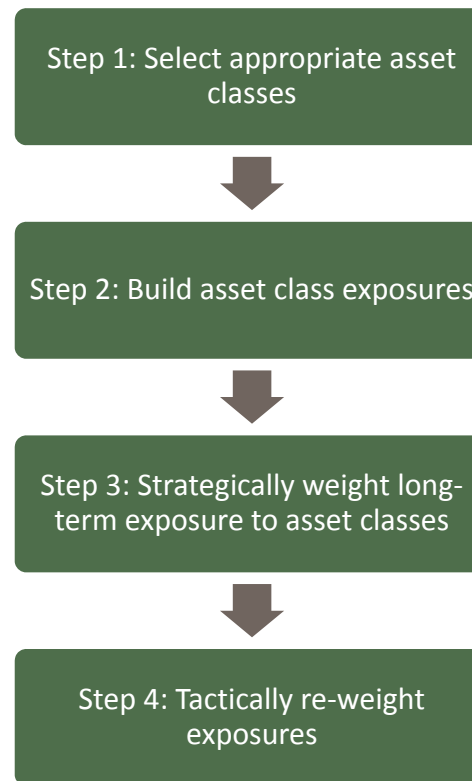 Step 1: Select appropriate asset
classes
Step 2: Build asset class exposures
Step 3: Strategically weight long-
term exposure to asset classes
Step 4: Tactically re-weight
exposures